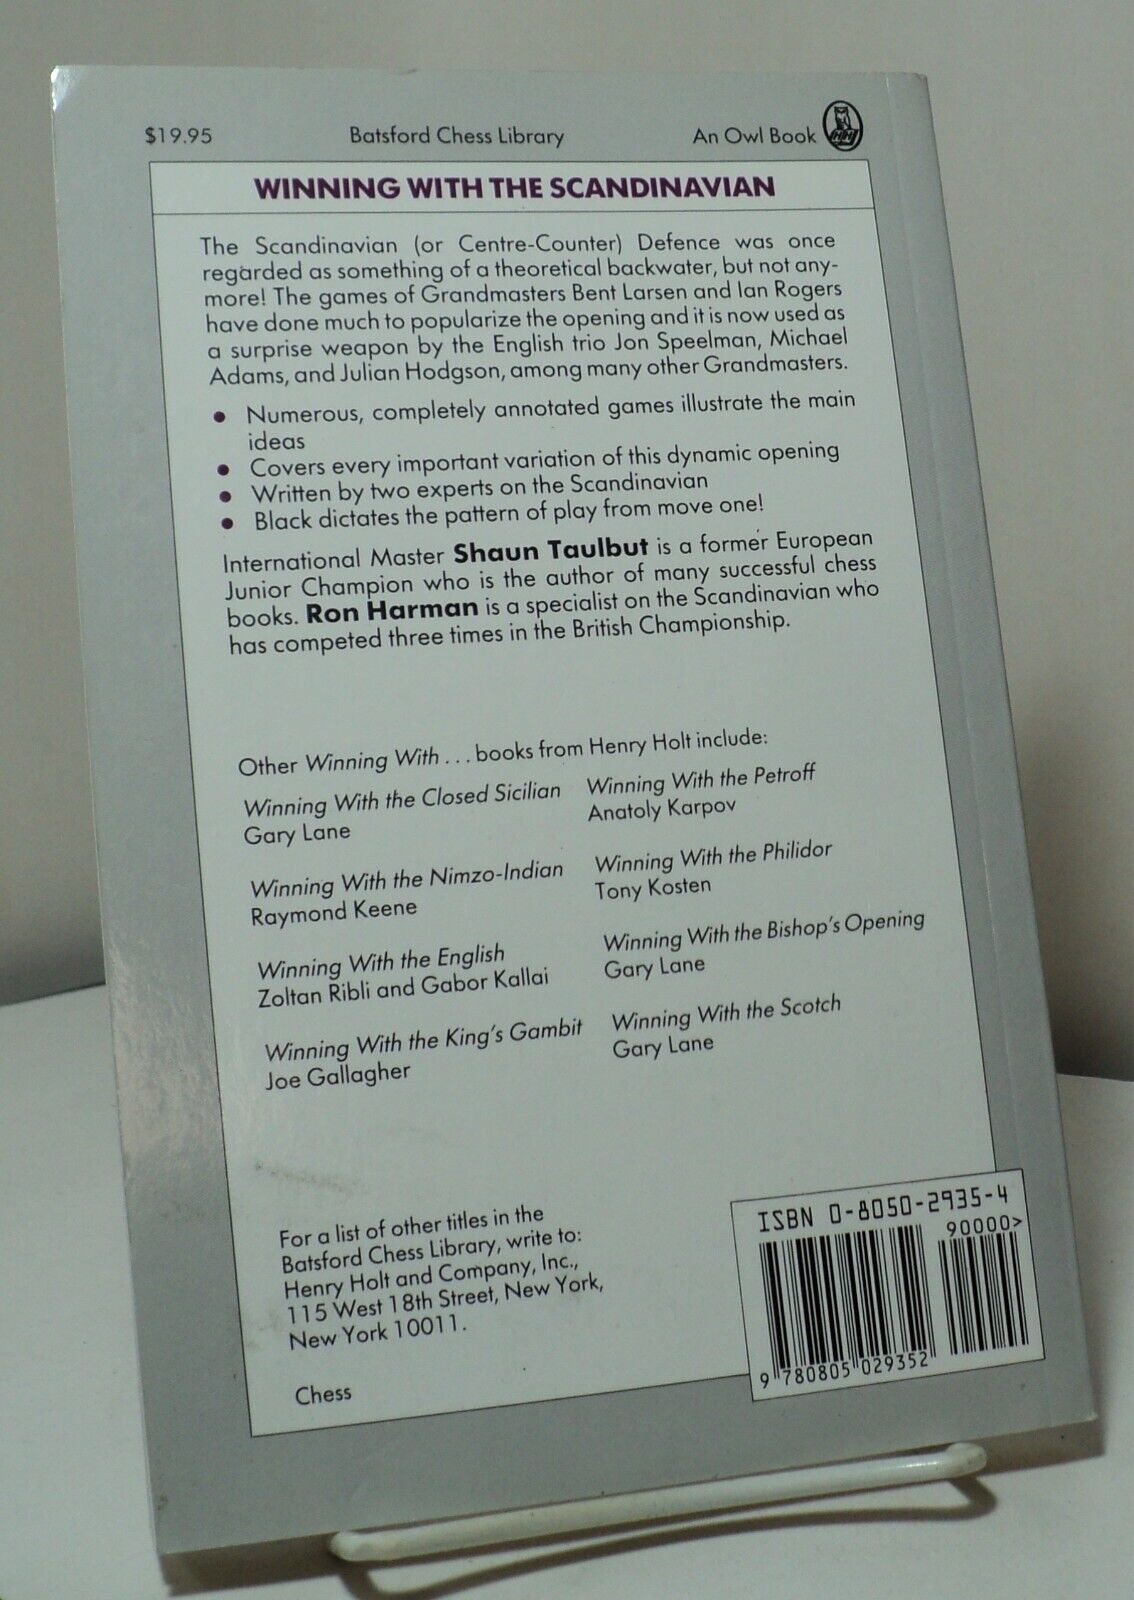 $19.95 Batsford Chess Library An Owl Book
WINNING WITH THE SCANDINAVIAN
The Scandinavian (or Centre-Counter) Defence was once
regarded as something of a theoretical backwater, but not any-
more! The games of Grandmasters Bent Larsen and Ian Rogers
have done much to popularize the opening and it is now used as
a surprise weapon by the English trio Jon Speelman, Michael
Adams, and Julian Hodgson, among many other Grandmasters.
• Numerous, completely annotated games illustrate the main
ideas
• Covers every important variation of this dynamic opening
• Written by two experts on the Scandinavian
• Black dictates the pattern of play from move one!
International Master Shaun Taulbut is a former European
Junior Champion who is the author of many successful chess
books. Ron Harman is a specialist on the Scandinavian who
has competed three times in the British Championship.
Other Winning With . . . books from Henry Holt include:
Winning With the Closed Sicilian
Gary Lane
Winning With the Nimzo-Indian
Raymond Keene
Winning With the English
Zoltan Ribli and Gabor Kallai
Winning With the King's Gambit
Joe Gallagher
Winning With the Petroff
Anatoly Karpov
Winning With the Philidor
Tony Kosten
Winning With the Bishop's Opening
Gary Lane
Winning With the Scotch
Gary Lane
For a list of other titles in the
Batsford Chess Library, write to:
Henry Holt and Company, Inc.,
115 West 18th Street, New York,
New York 10011.
Chess
ISBN 0-8050-2935-4
90000>
9 780805 029352